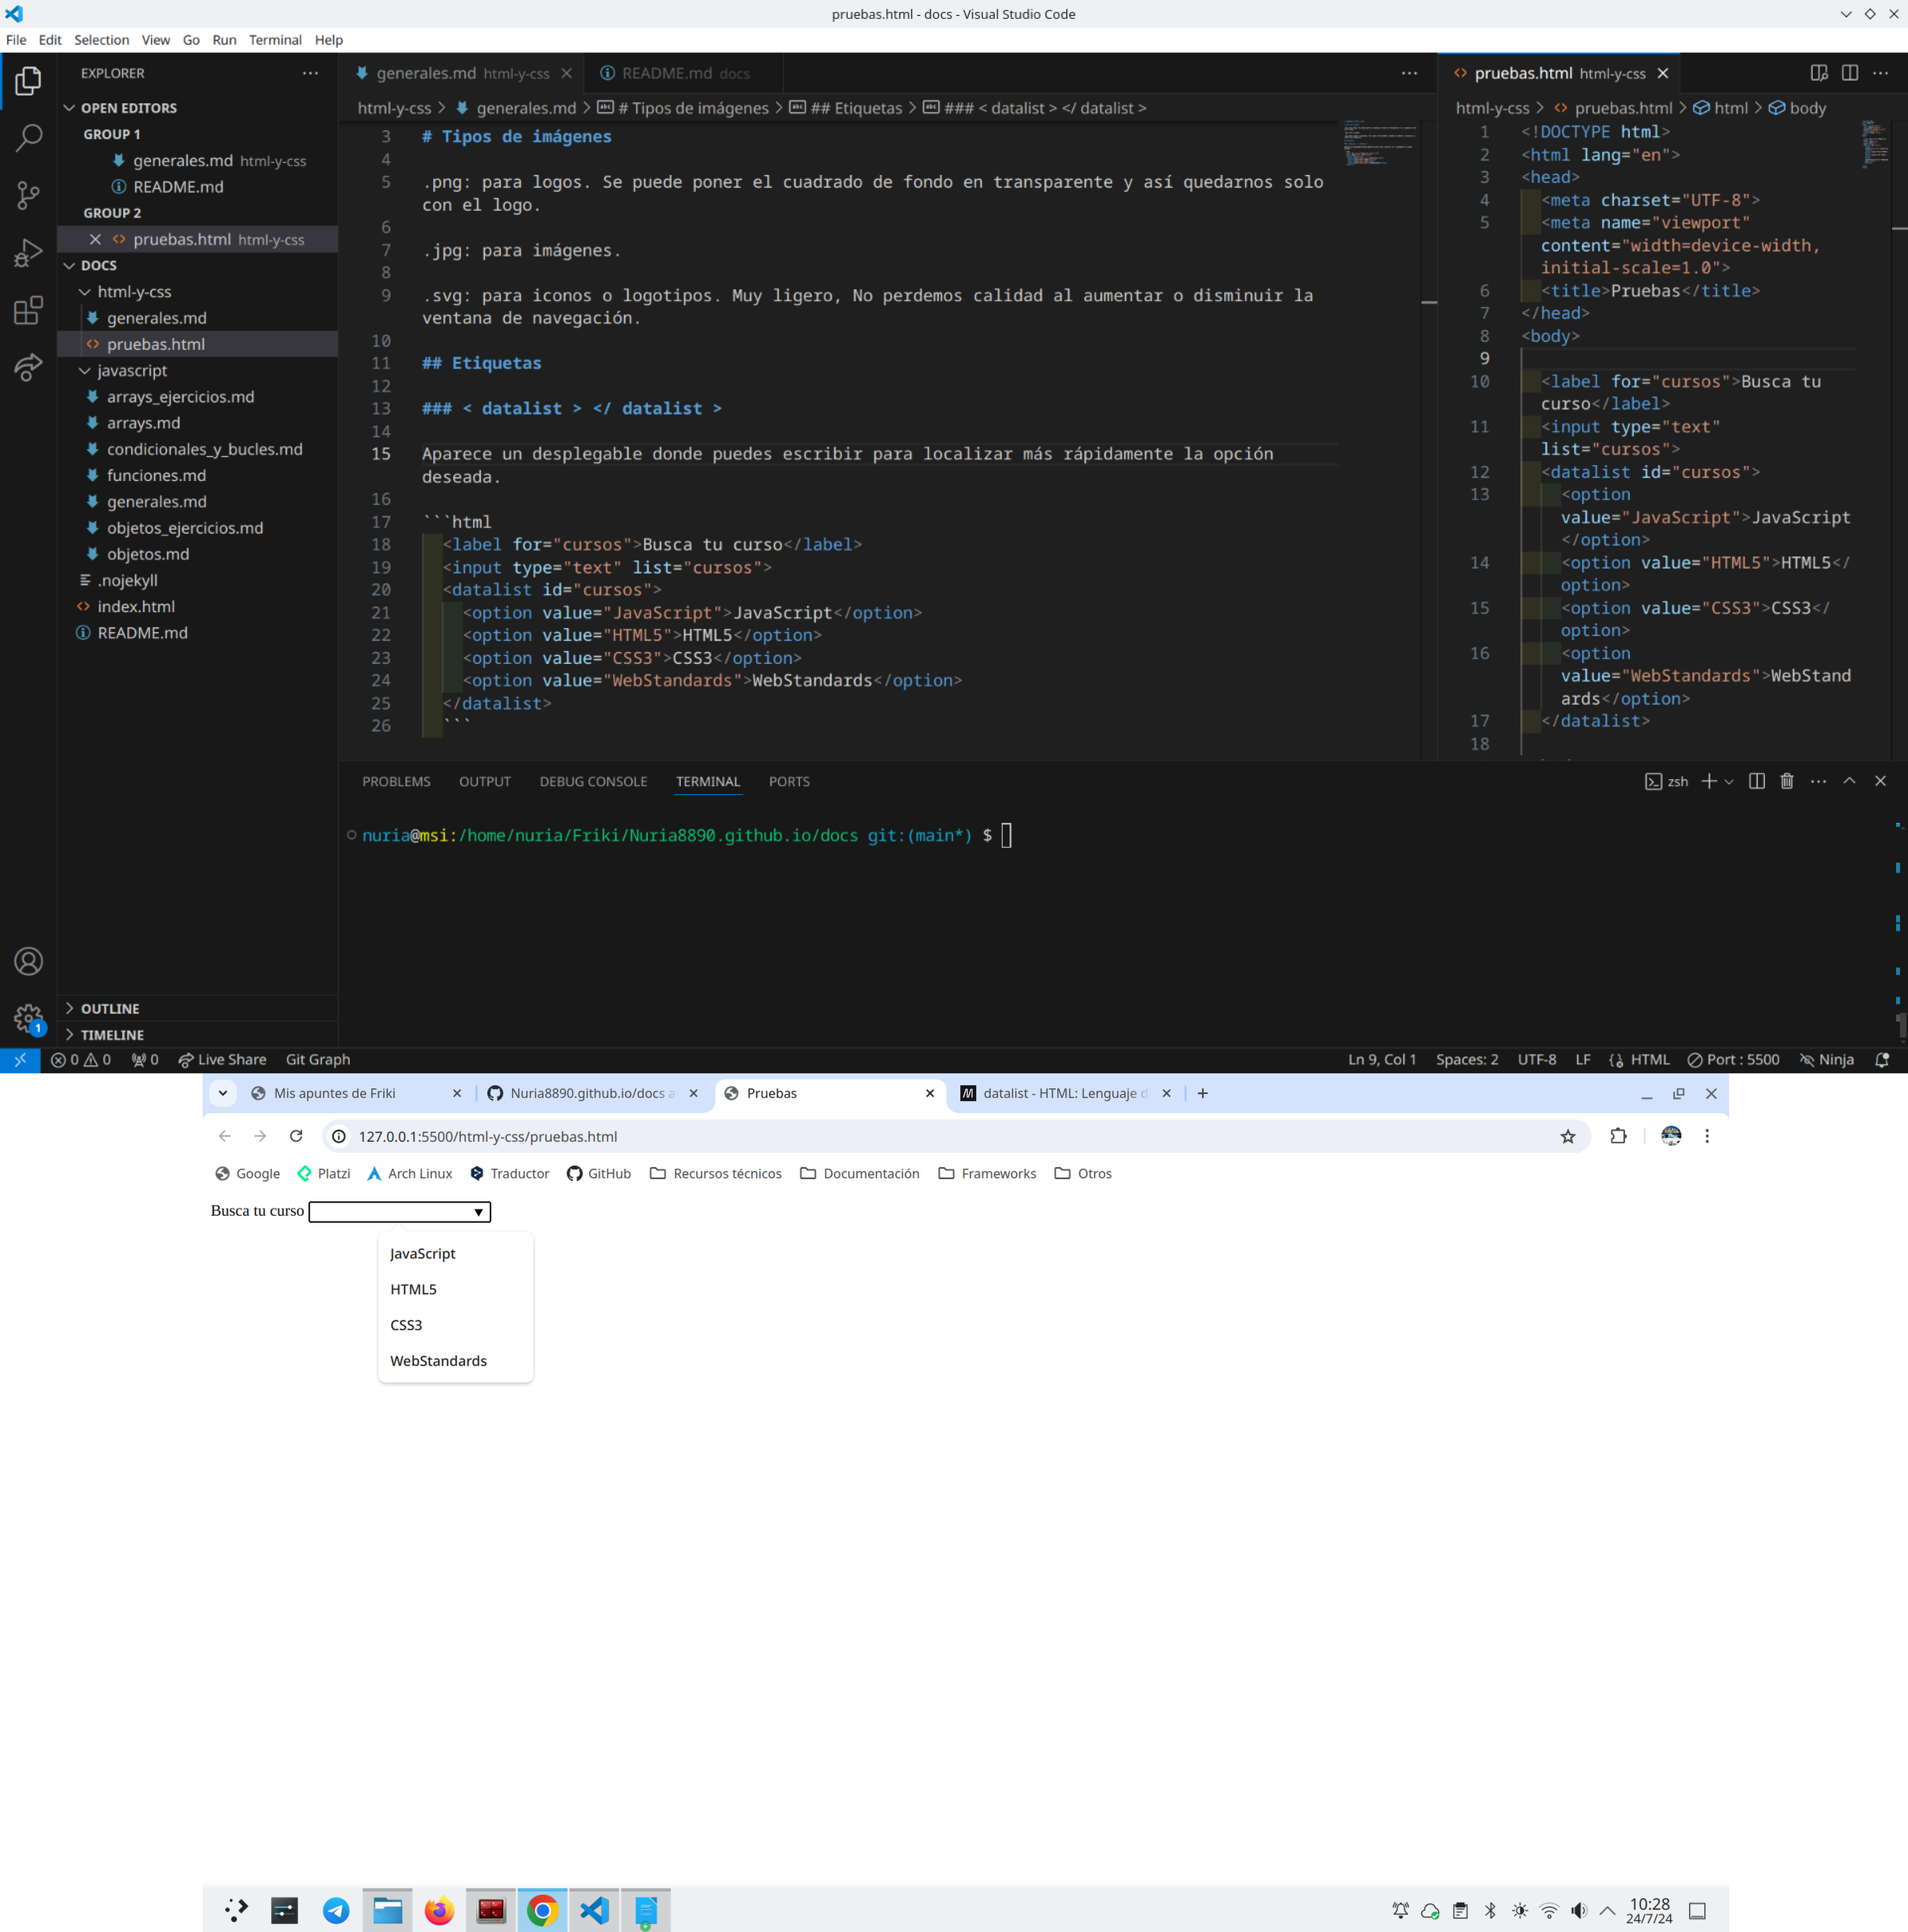 pruebas.html - docs - Visual Studio Code
File Edit Selection View Go Run Terminal Help
EXPLORER
OPEN EDITORS
GROUP 1
generales.md html-y-css
README.md
GROUP 2
pruebas.html html-y-css
DOCS
html-y-css
generales.md
pruebas.html
javascript
arrays_ejercicios.md
arrays.md
condicionales_y_bucles.md
funciones.md
generales.md
objetos_ejercicios.md
objetos.md
.nojekyll
index.html
README.md
OUTLINE
TIMELINE
generales.md html-y-css README.md docs
html-y-css > generales.md > # Tipos de imágenes > ## Etiquetas > ### < datalist > </ datalist >
3 # Tipos de imágenes
4
5 .png: para logos. Se puede poner el cuadrado de fondo en transparente y así quedarnos solo
con el logo.
6
7 .jpg: para imágenes.
8
9 .svg: para iconos o logotipos. Muy ligero, No perdemos calidad al aumentar o disminuir la
ventana de navegación.
10
11 ## Etiquetas
12
13 ### < datalist > </ datalist >
14
15 Aparece un desplegable donde puedes escribir para localizar más rápidamente la opción
deseada.
16
17 ```html
18 <label for="cursos">Busca tu curso</label>
19 <input type="text" list="cursos">
20 <datalist id="cursos">
21 <option value="JavaScript">JavaScript</option>
22 <option value="HTML5">HTML5</option>
23 <option value="CSS3">CSS3</option>
24 <option value="WebStandards">WebStandards</option>
25 </datalist>
26 ```
pruebas.html html-y-css
html-y-css > pruebas.html > html > body
1 <!DOCTYPE html>
2 <html lang="en">
3 <head>
4 <meta charset="UTF-8">
5 <meta name="viewport"
content="width=device-width,
initial-scale=1.0">
6 <title>Pruebas</title>
7 </head>
8 <body>
9
10 <label for="cursos">Busca tu
curso</label>
11 <input type="text"
list="cursos">
12 <datalist id="cursos">
13 <option
value="JavaScript">JavaScript
</option>
14 <option value="HTML5">HTML5</
option>
15 <option value="CSS3">CSS3</
option>
16 <option
value="WebStandards">WebStand
ards</option>
17 </datalist>
18
PROBLEMS OUTPUT DEBUG CONSOLE TERMINAL PORTS
zsh
nuria@msi:/home/nuria/Friki/Nuria8890.github.io/docs git:(main*) $
1
0 0 0 Live Share Git Graph
Ln 9, Col 1 Spaces: 2 UTF-8 LF HTML Port : 5500 Ninja
Mis apuntes de Friki Nuria8890.github.io/docs a Pruebas datalist - HTML: Lenguaje d
127.0.0.1:5500/html-y-css/pruebas.html
Google Platzi Arch Linux Traductor GitHub Recursos técnicos Documentación Frameworks Otros
Busca tu curso
JavaScript
HTML5
CSS3
WebStandards
10:28
24/7/24